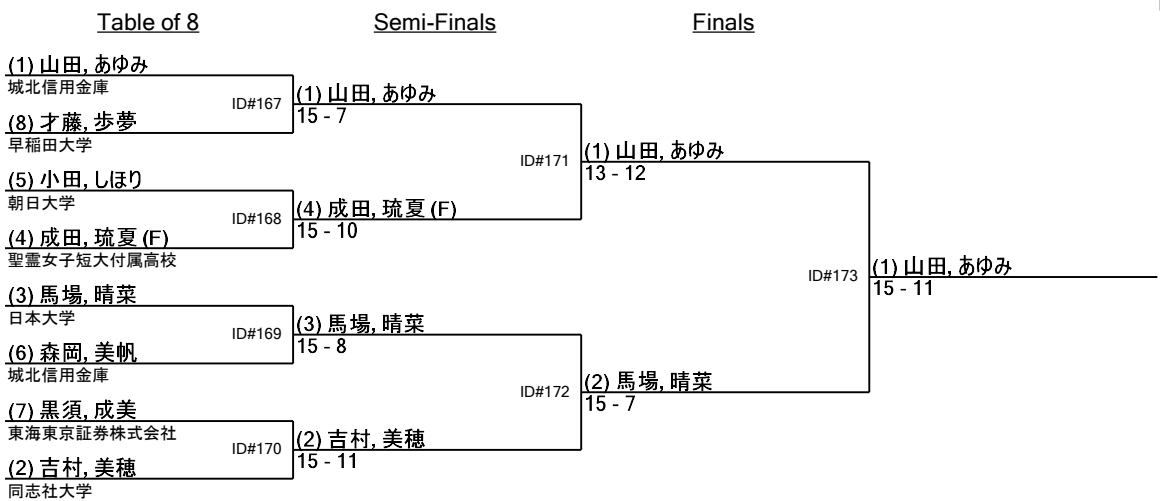 Table of 8
Semi-Finals
Finals
(1) 山田, あゆみ
城北信用金庫
ID#167
(8) 才藤, 歩夢
早稲田大学
(1) 山田, あゆみ
15 - 7
(5) 小田, しほり
朝日大学
ID#168
(4) 成田, 琉夏 (F)
聖霊女子短大付属高校
(4) 成田, 琉夏 (F)
15 - 10
ID#171
(1) 山田, あゆみ
13 - 12
(3) 馬場, 晴菜
日本大学
ID#169
(6) 森岡, 美帆
城北信用金庫
(3) 馬場, 晴菜
15 - 8
(7) 黒須, 成美
東海東京証券株式会社
ID#170
(2) 吉村, 美穂
同志社大学
(2) 吉村, 美穂
15 - 11
ID#172
(2) 馬場, 晴菜
15 - 7
ID#173
(1) 山田, あゆみ
15 - 11